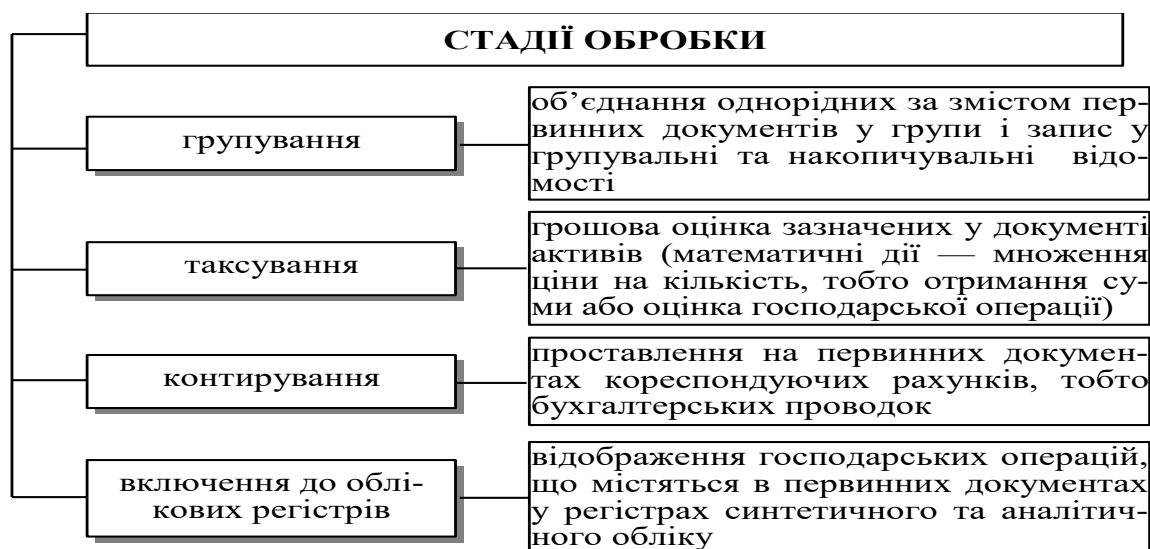 СТАДІЇ ОБРОБКИ
групування
об’єднання однорідних за змістом пер-
винних документів у групи і запис у
групувальні та накопичувальні відо-
мості
таксування
грошова оцінка зазначених у документі
активів (математичні дії — множення
ціни на кількість, тобто отримання су-
ми або оцінка господарської операції)
контирування
проставлення на первинних докумен-
тах кореспондуючих рахунків, тобто
бухгалтерських проводок
включення до облі-
кових регістрів
відображення господарських операцій,
що містяться в первинних документах
у регістрах синтетичного та аналітич-
ного обліку